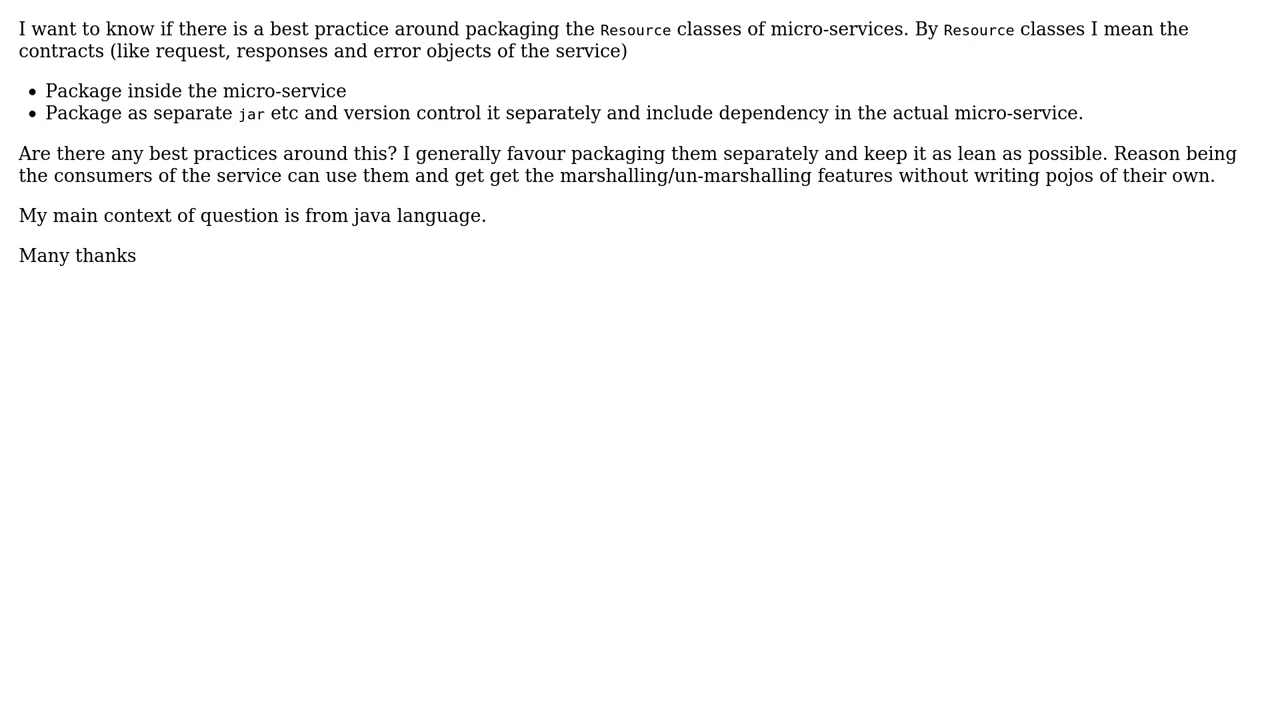 I want to know if there is a best practice around packaging the Resource classes of micro-services. By Resource classes I mean the
contracts (like request, responses and error objects of the service)
• Package inside the micro-service
• Package as separate jar etc and version control it separately and include dependency in the actual micro-service.
Are there any best practices around this? I generally favour packaging them separately and keep it as lean as possible. Reason being
the consumers of the service can use them and get get the marshalling/un-marshalling features without writing pojos of their own.
My main context of question is from java language.
Many thanks